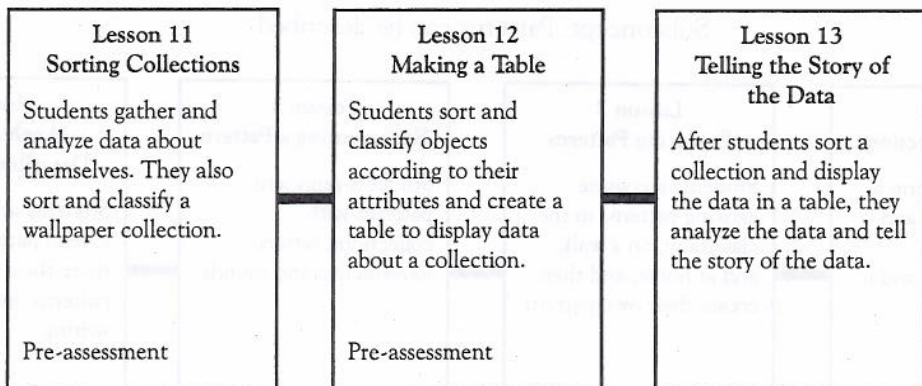 Lesson 11
Sorting Collections
Students gather and
analyze data about
themselves. They also
sort and classify a
wallpaper collection.
Pre-assessment
Lesson 12
Making a Table
Students sort and
classify objects
according to their
attributes and create a
table to display data
about a collection.
Pre-assessment
Lesson 13
Telling the Story of
the Data
After students sort a
collection and display
the data in a table, they
analyze the data and tell
the story of the data.